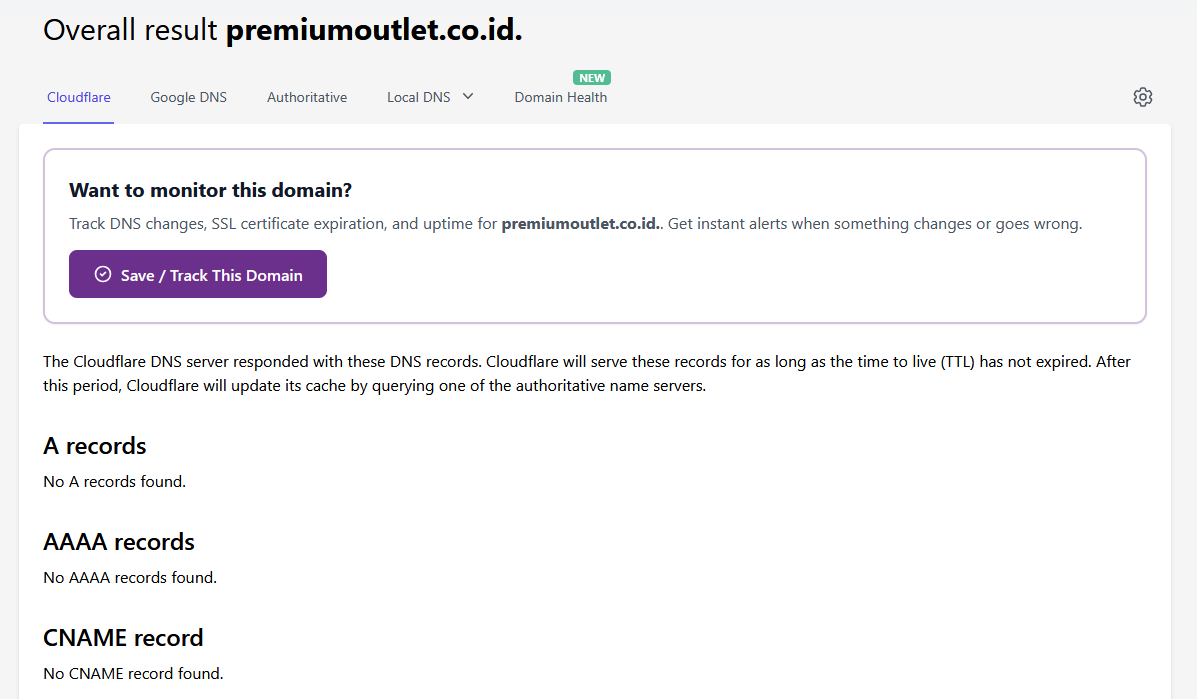 Overall result premiumoutlet.co.id.
NEW
Cloudflare Google DNS Authoritative Local DNS Domain Health
Want to monitor this domain?
Track DNS changes, SSL certificate expiration, and uptime for premiumoutlet.co.id.. Get instant alerts when something changes or goes wrong.
Save / Track This Domain
The Cloudflare DNS server responded with these DNS records. Cloudflare will serve these records for as long as the time to live (TTL) has not expired. After
this period, Cloudflare will update its cache by querying one of the authoritative name servers.
A records
No A records found.
AAAA records
No AAAA records found.
CNAME record
No CNAME record found.